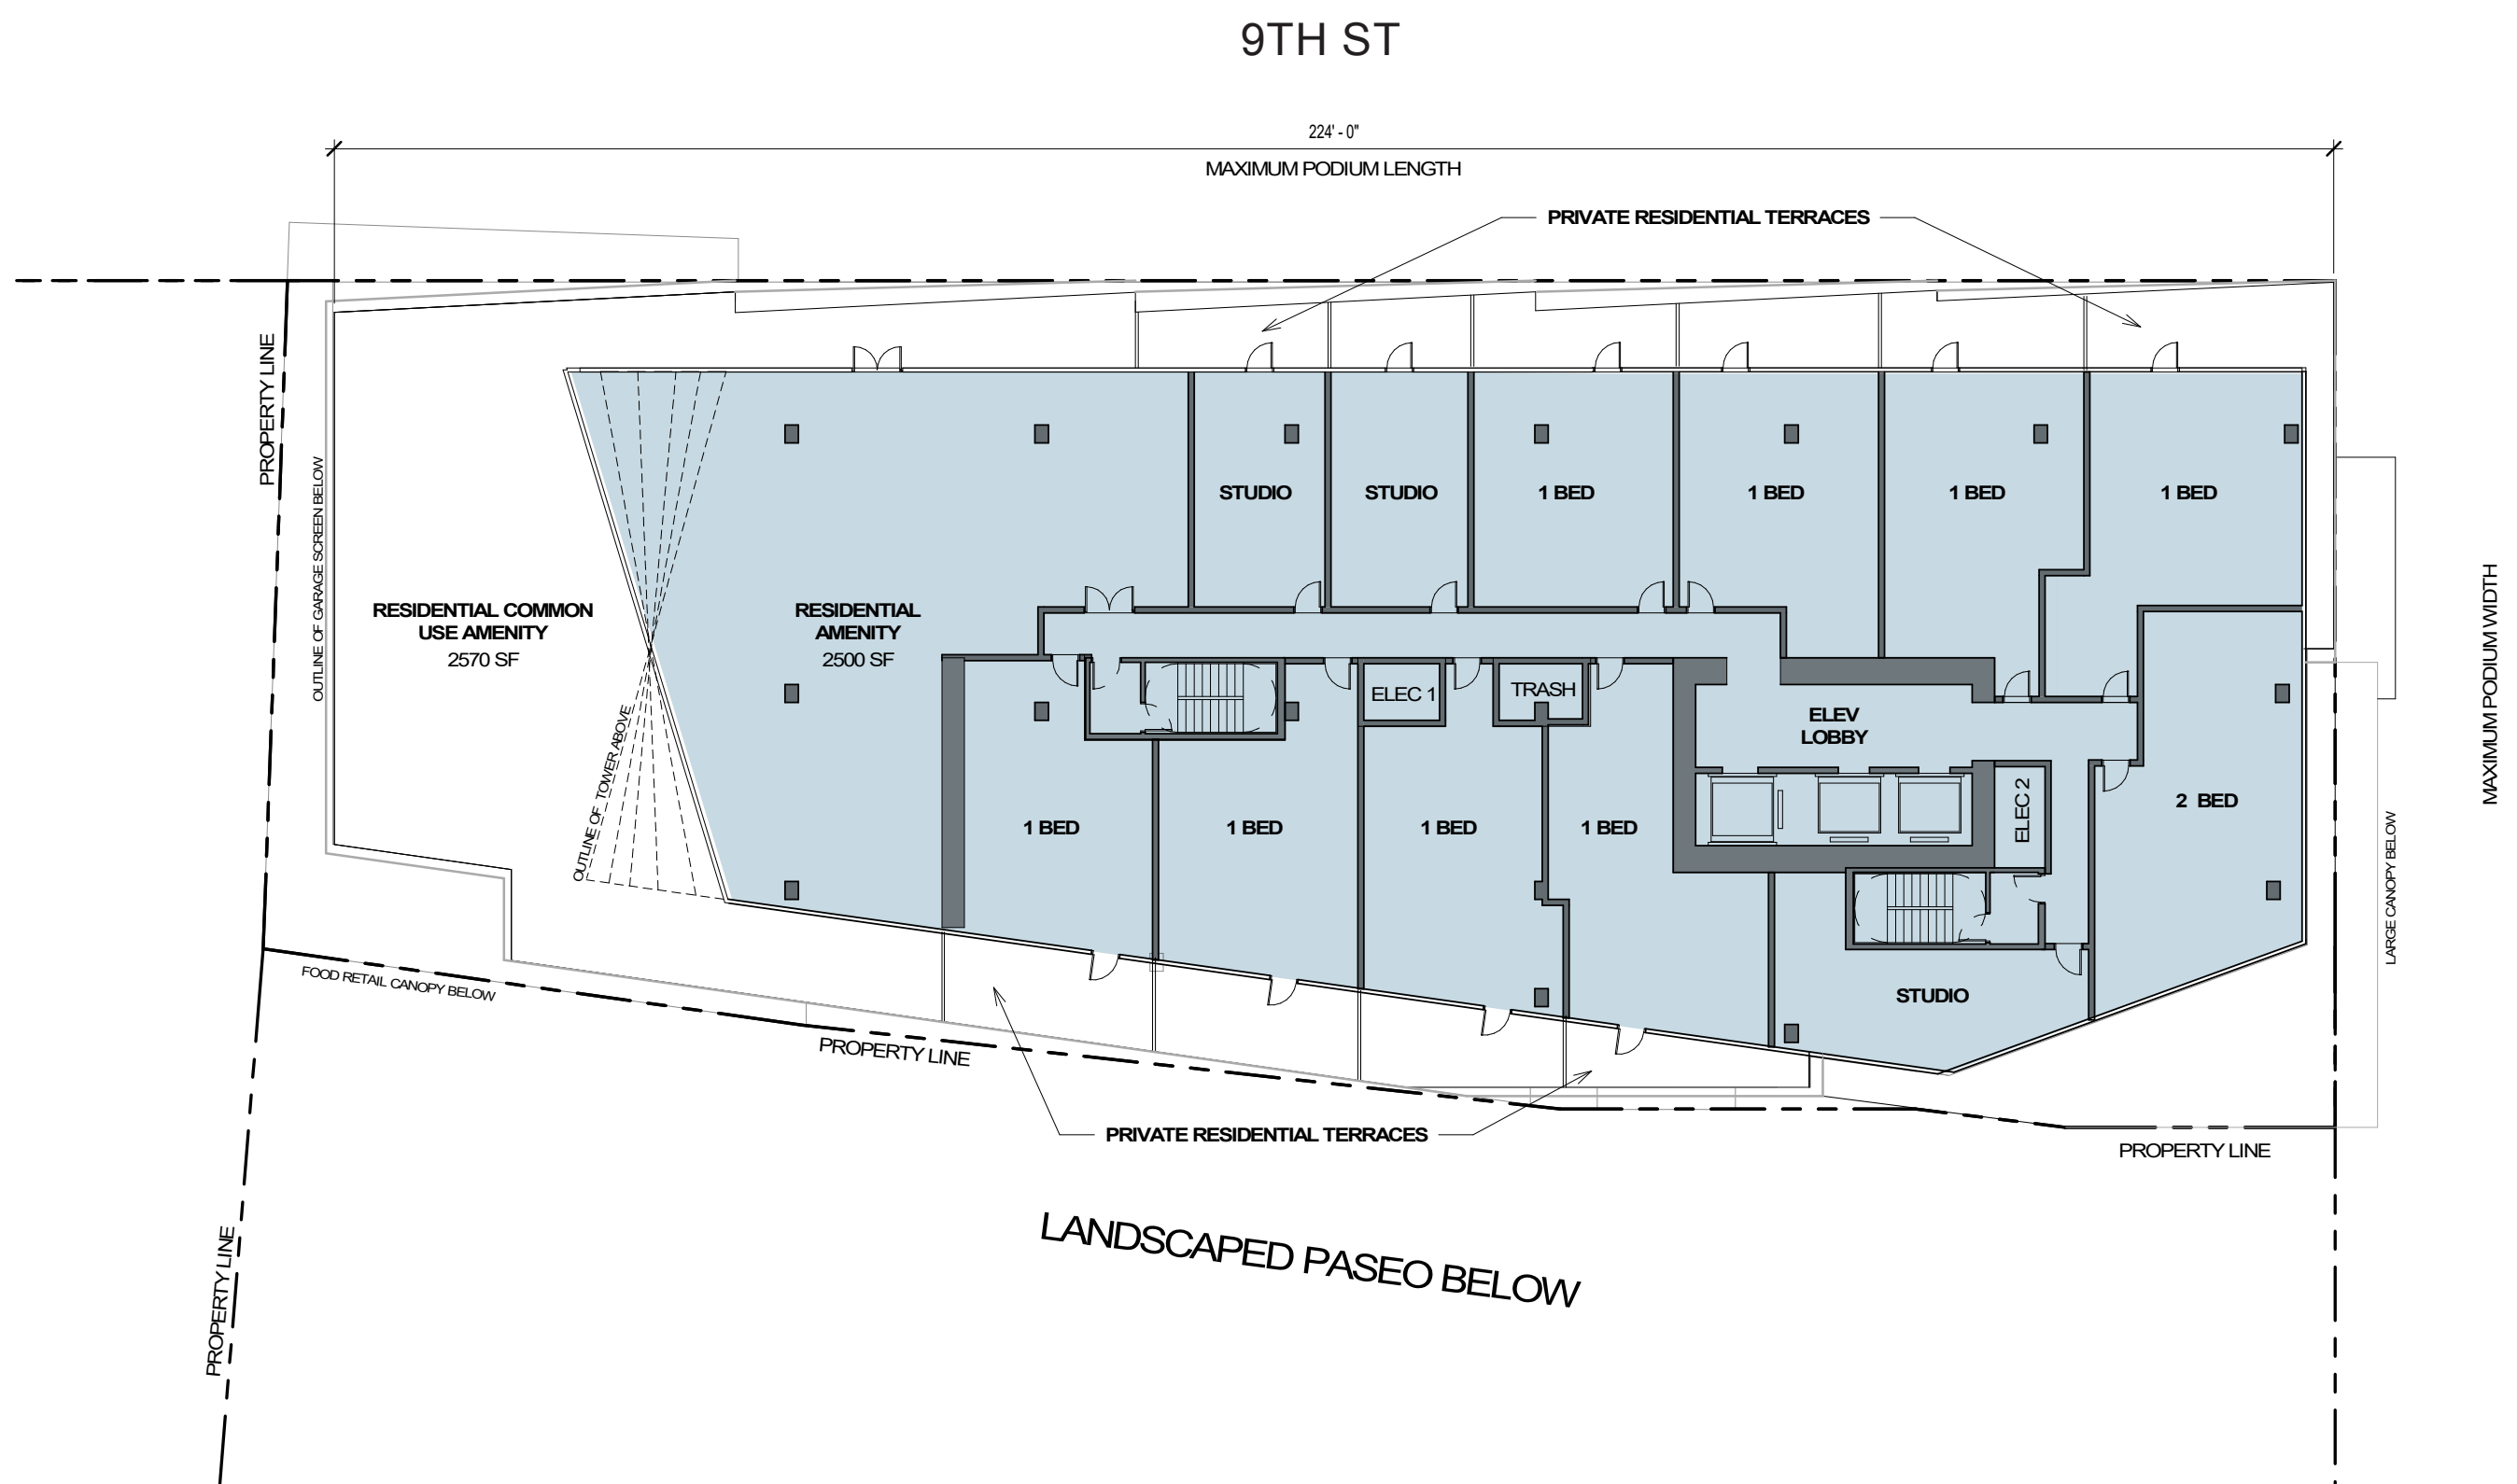 9TH ST
224' - 0"
MAXIMUM PODIUM LENGTH
PRIVATE RESIDENTIAL TERRACES
PROPERTY LINE
OUTLINE OF GARAGE SCREEN BELOW
STUDIO
STUDIO
1 BED
1 BED
1 BED
1 BED
RESIDENTIAL COMMON
USE AMENITY
2570 SF
RESIDENTIAL
AMENITY
2500 SF
OUTLINE OF TOWER ABOVE
ELEC 1
TRASH
ELEV
LOBBY
ELEC 2
1 BED
1 BED
1 BED
1 BED
2 BED
STUDIO
MAXIMUM PODIUM WIDTH
LARGE CANOPY BELOW
FOOD RETAIL CANOPY BELOW
PROPERTY LINE
PRIVATE RESIDENTIAL TERRACES
PROPERTY LINE
PROPERTY LINE
LANDSCAPED PASEO BELOW